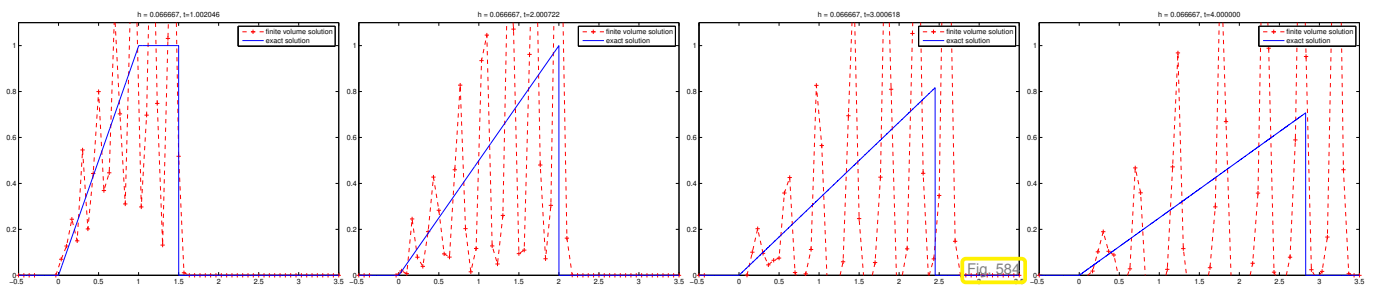 h = 0.066667, t=1.002046
finite volume solution
exact solution
1
0.8
0.6
0.4
0.2
0
−0.5 0 0.5 1 1.5 2 2.5 3 3.5
h = 0.066667, t=2.000722
finite volume solution
exact solution
1
0.8
0.6
0.4
0.2
0
−0.5 0 0.5 1 1.5 2 2.5 3 3.5
h = 0.066667, t=3.000618
finite volume solution
exact solution
1
0.8
0.6
0.4
0.2
0
−0.5 0 0.5 1 1.5 2 2.5 3 3.5
Fig. 584
h = 0.066667, t=4.000000
finite volume solution
exact solution
1
0.8
0.6
0.4
0.2
0
−0.5 0 0.5 1 1.5 2 2.5 3 3.5